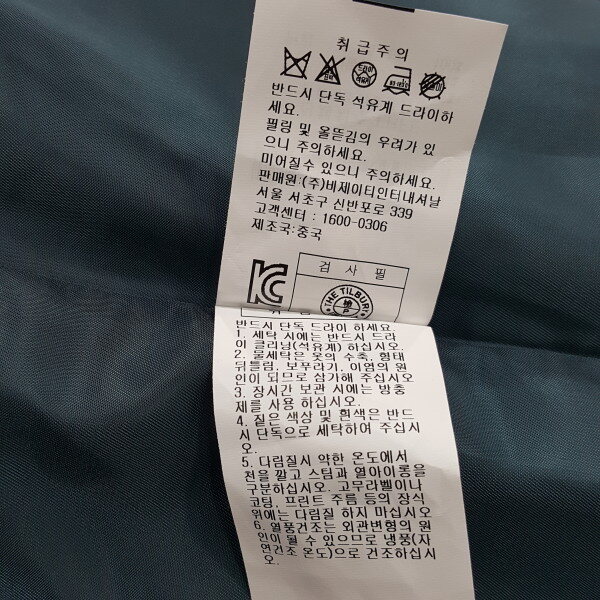 취급주의
드라이
석유계
80~120℃
반드시 단독 석유계 드라이하
세요.
필링 및 올뜯김의 우려가 있
으니 주의하세요.
미어질수 있으니 주의하세요.
판매원:(주)비제이티인터내셔날
서울 서초구 신반포로 339
고객센터 : 1600-0306
제조국:중국
검 사 필
THE TILBURY
반드시 단독 드라이 하세요.
1. 세탁 시에는 반드시 드라
이 클리닝(석유계) 하십시오.
2. 물세탁은 옷의 수축, 형태
뒤틀림, 보푸라기, 이염의 원
인이 되므로 삼가해 주십시오
3. 장시간 보관 시에는 방충
제를 사용 하십시오.
4. 짙은 색상 및 흰색은 반드
시 단독으로 세탁하여 주십시
오.
5. 다림질시 약한 온도에서
천을 깔고 스팀과 열아이롱을
구분하십시오. 고무라벨이나
코팅, 프린트 주름 등의 장식
위에는 다림질 하지 마십시오
6. 열풍건조는 외관변형의 원
인이 될 수 있으므로 냉풍(자
연건조 온도)으로 건조하십시
오.